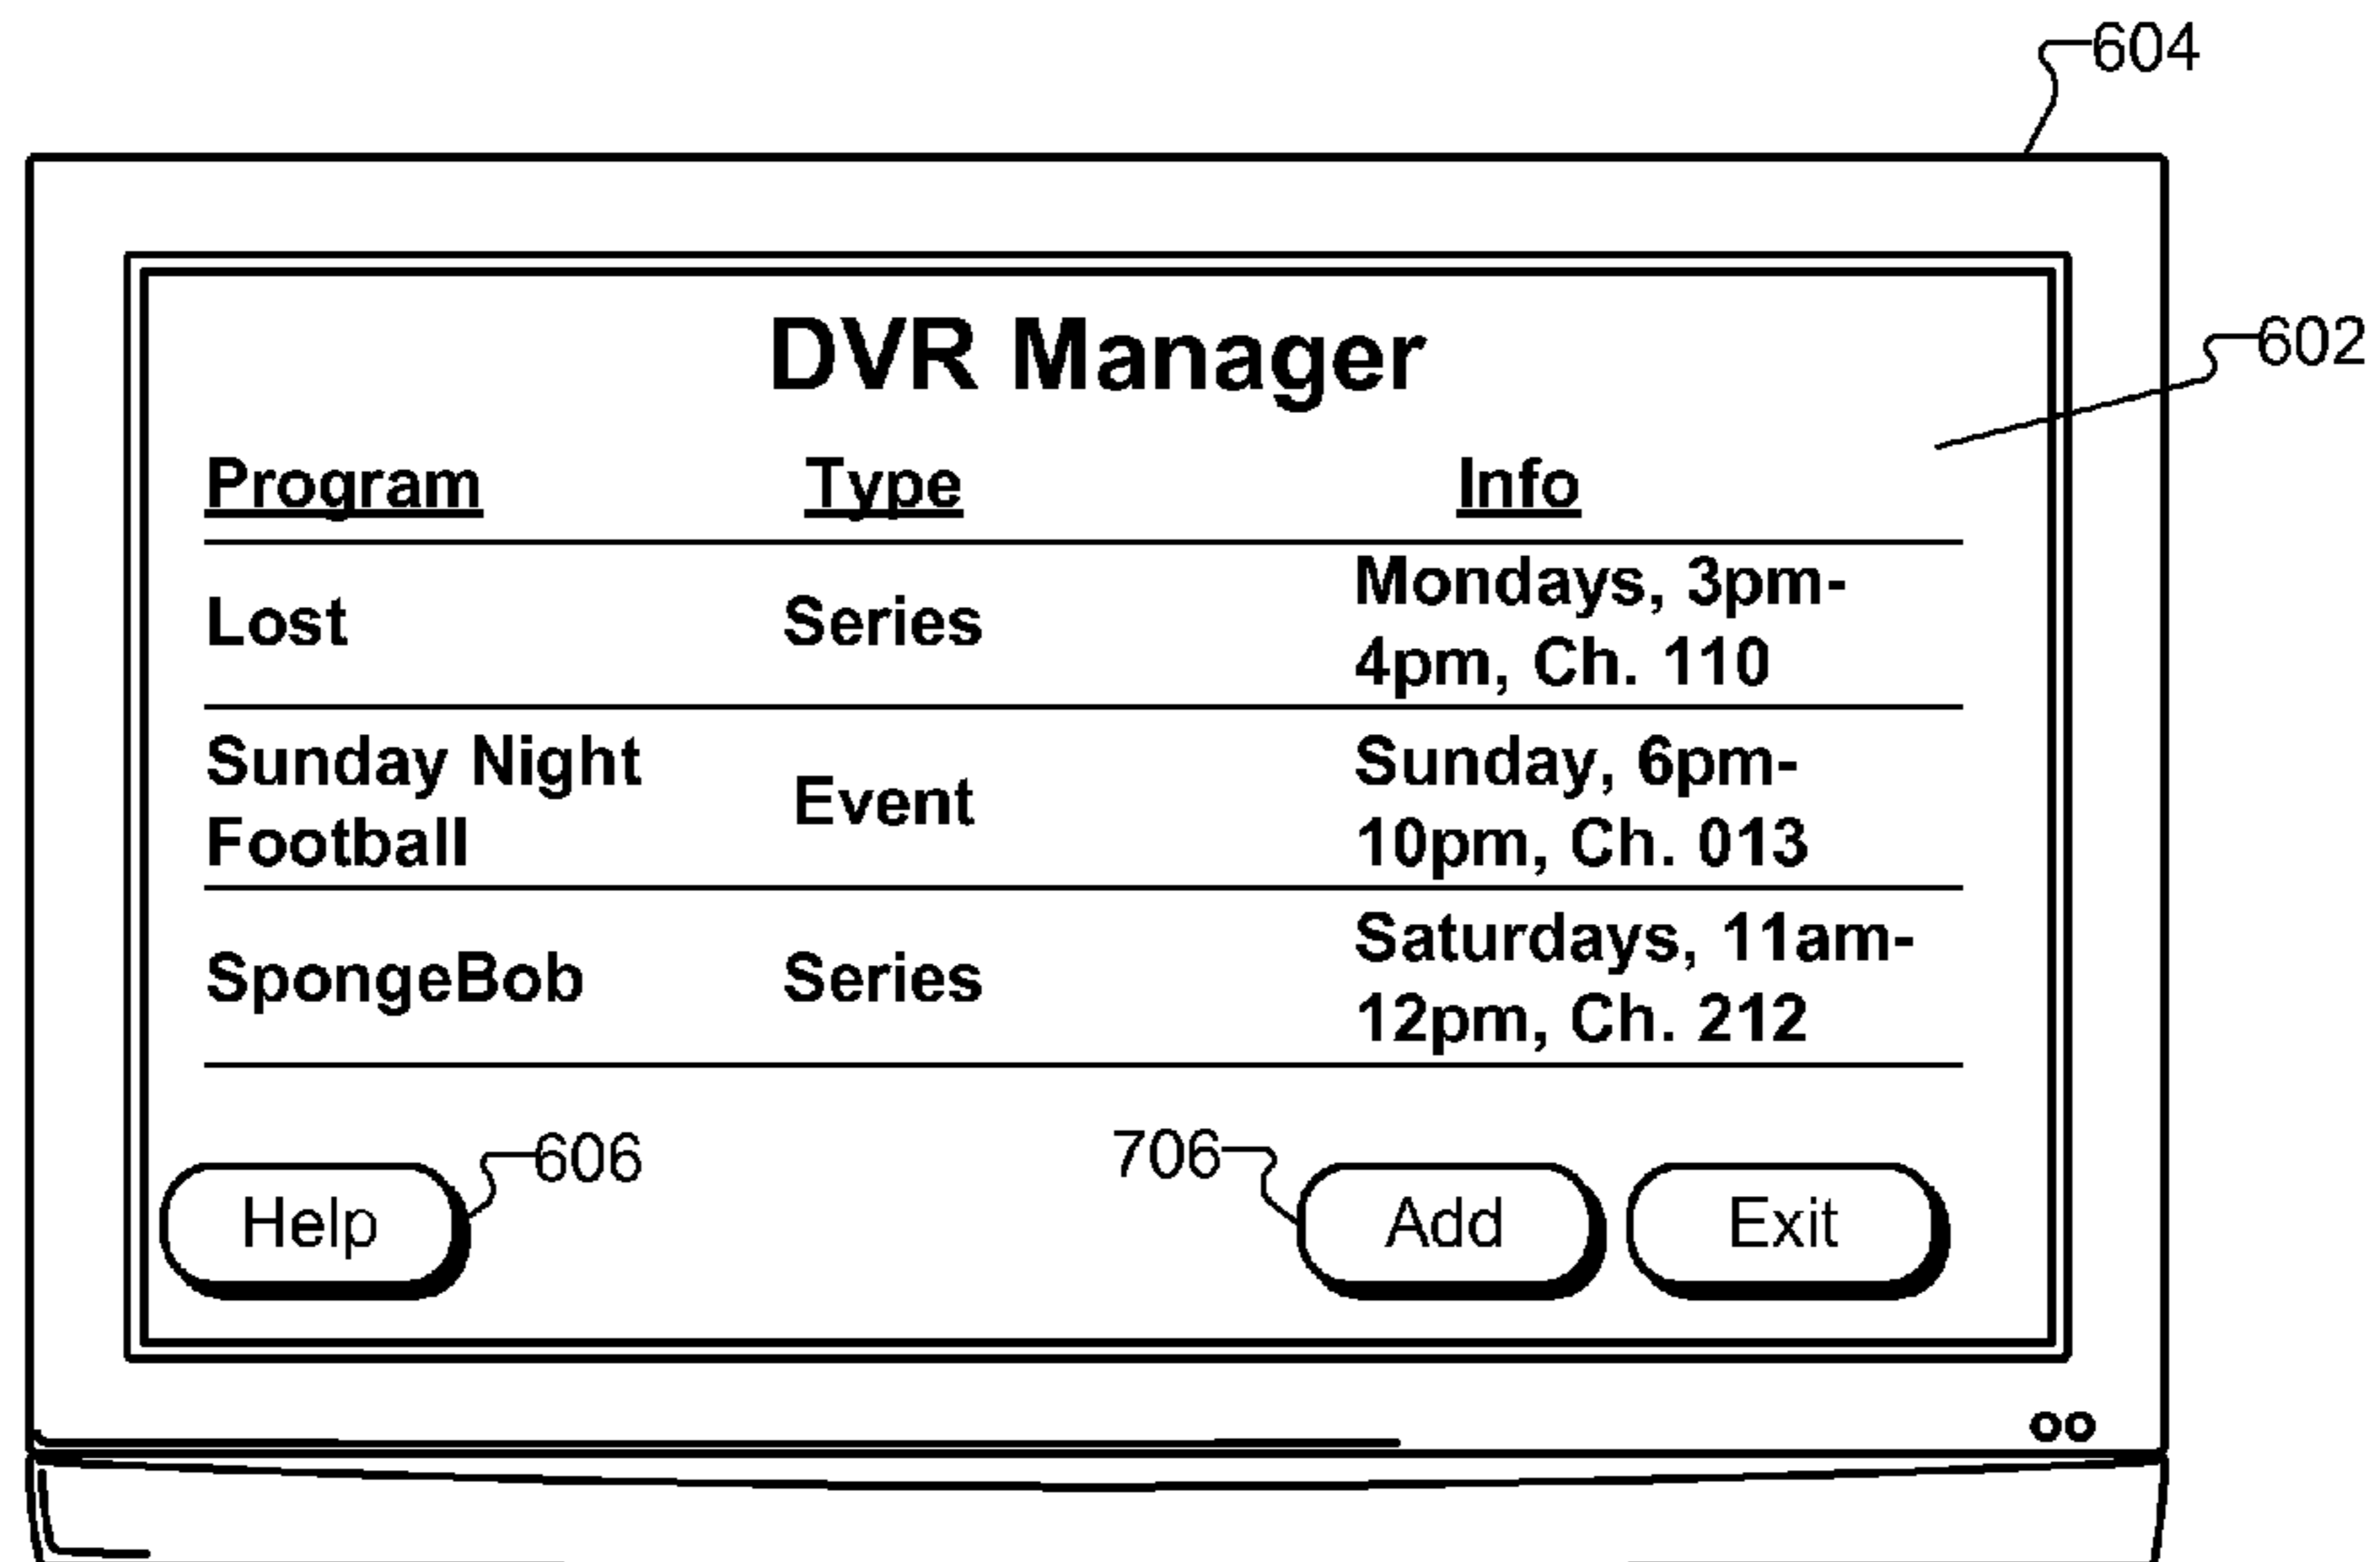 604
602
DVR Manager
Program Type Info
Lost Series Mondays, 3pm-
4pm, Ch. 110
Sunday Night
Football Event Sunday, 6pm-
10pm, Ch. 013
SpongeBob Series Saturdays, 11am-
12pm, Ch. 212
606
706
Help Add Exit